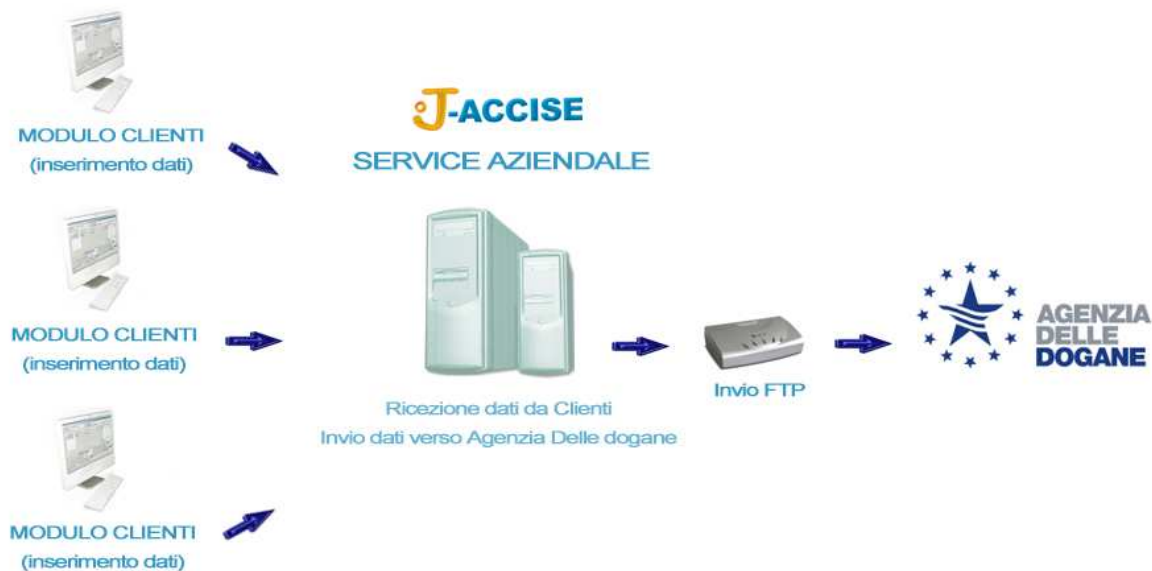 MODULO CLIENTI
(inserimento dati)
J-ACCISE
SERVICE AZIENDALE
MODULO CLIENTI
(inserimento dati)
Ricezione dati da Clienti
Invio dati verso Agenzia Delle dogane
Invio FTP
AGENZIA
DELLE
DOGANE
MODULO CLIENTI
(inserimento dati)